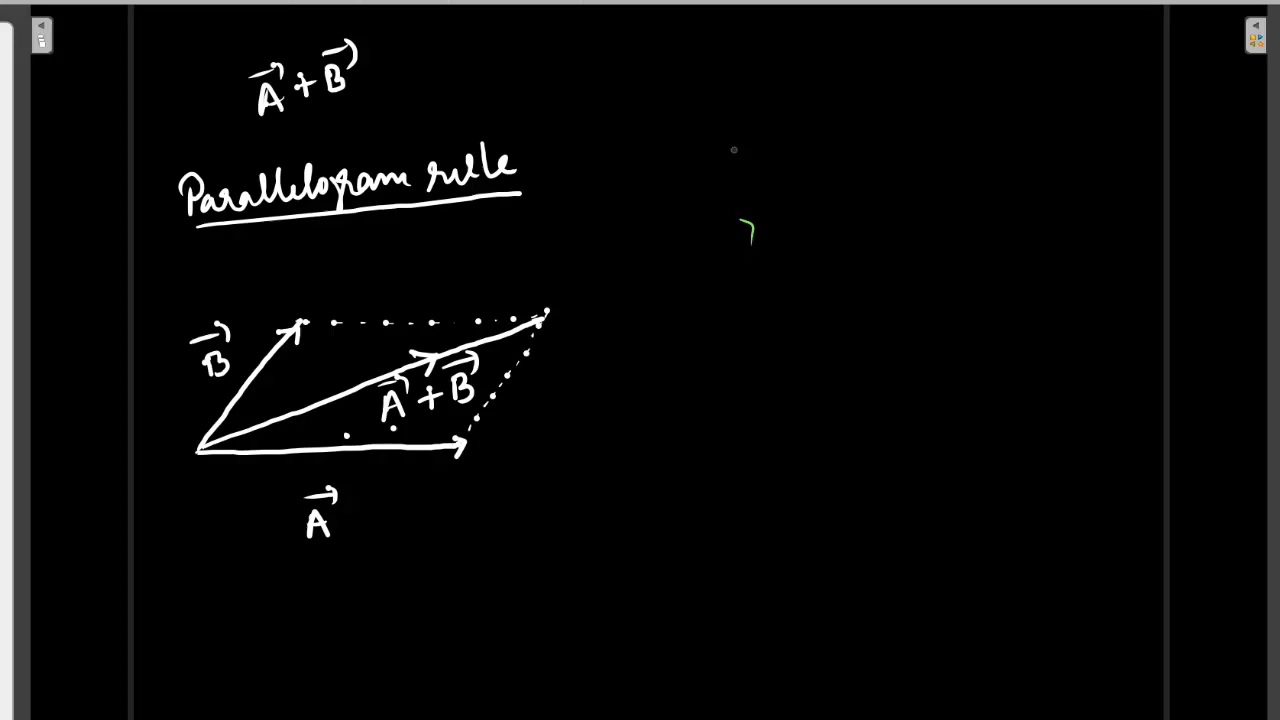 A⃗ + B⃗
Parallelogram rule
B⃗
A⃗ + B⃗
A⃗